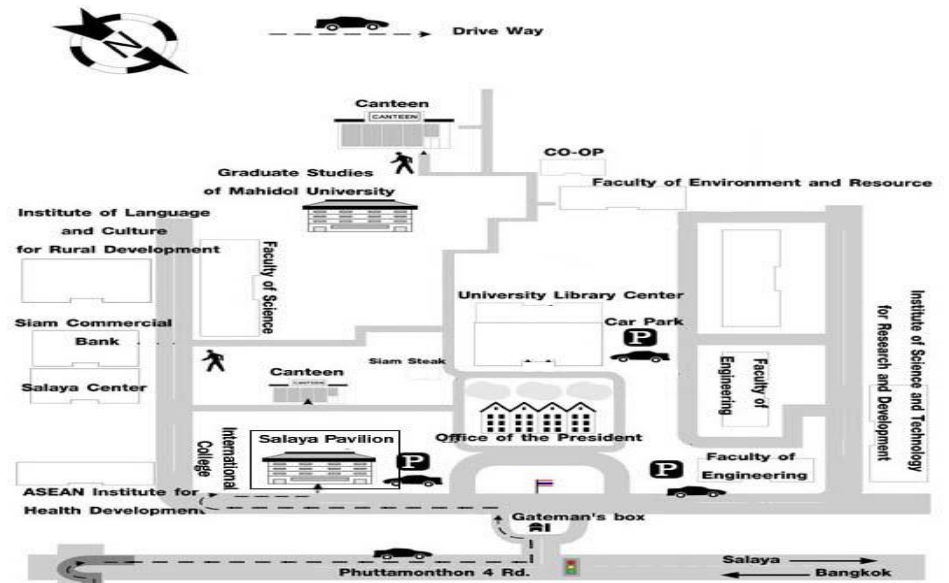 N
Drive Way
Canteen
CANTEEN
CO-OP
Graduate Studies
of Mahidol University
Faculty of Environment and Resource
Institute of Language
and Culture
for Rural Development
Faculty of Science
University Library Center
Car Park
P
Siam Commercial
Bank
Siam Steak
Canteen
CANTEEN
Salaya Center
Faculty of
Engineering
Institute of Science and Technology
for Research and Development
International
College
Salaya Pavilion
P
Office of the President
P
Faculty of
Engineering
ASEAN Institute for
Health Development
Gateman's box
Phuttamonthon 4 Rd.
Salaya
Bangkok